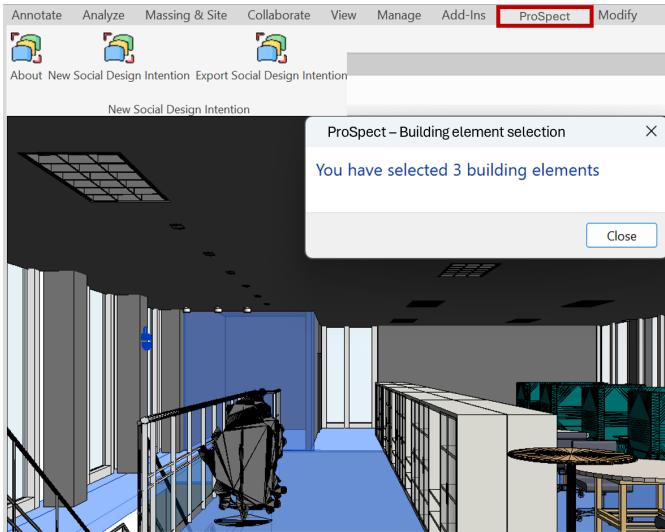 Annotate Analyze Massing & Site Collaborate View Manage Add-Ins ProSpect Modify
About New Social Design Intention Export Social Design Intention
New Social Design Intention
ProSpect – Building element selection
You have selected 3 building elements
Close